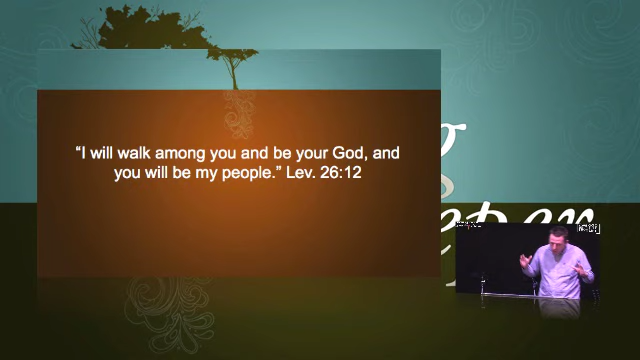 “I will walk among you and be your God, and
you will be my people.” Lev. 26:12